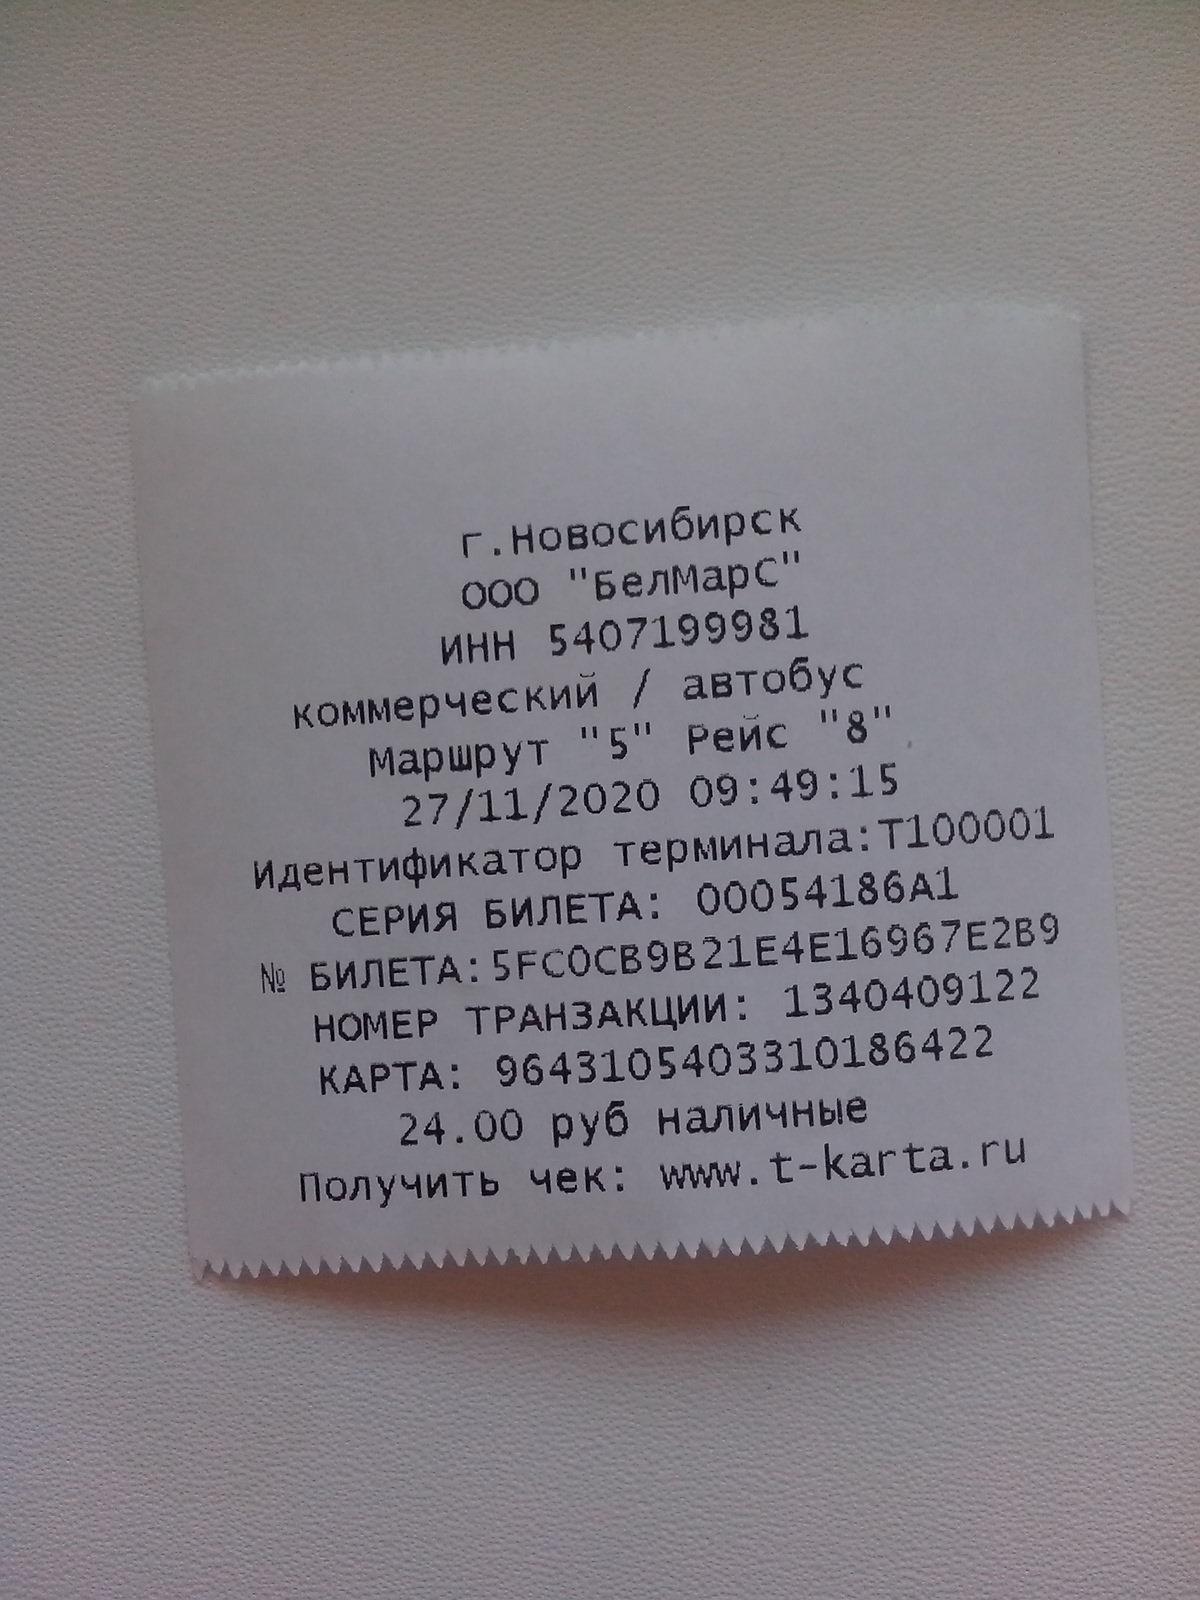 г.Новосибирск
ООО "БелМарС"
ИНН 5407199981
коммерческий / автобус
Маршрут "5" Рейс "8"
27/11/2020 09:49:15
Идентификатор терминала:Т100001
СЕРИЯ БИЛЕТА: 00054186A1
№ БИЛЕТА:5FC0CB9B21E4E16967E2B9
НОМЕР ТРАНЗАКЦИИ: 1340409122
КАРТА: 9643105403310186422
24.00 руб наличные
Получить чек: www.t-karta.ru